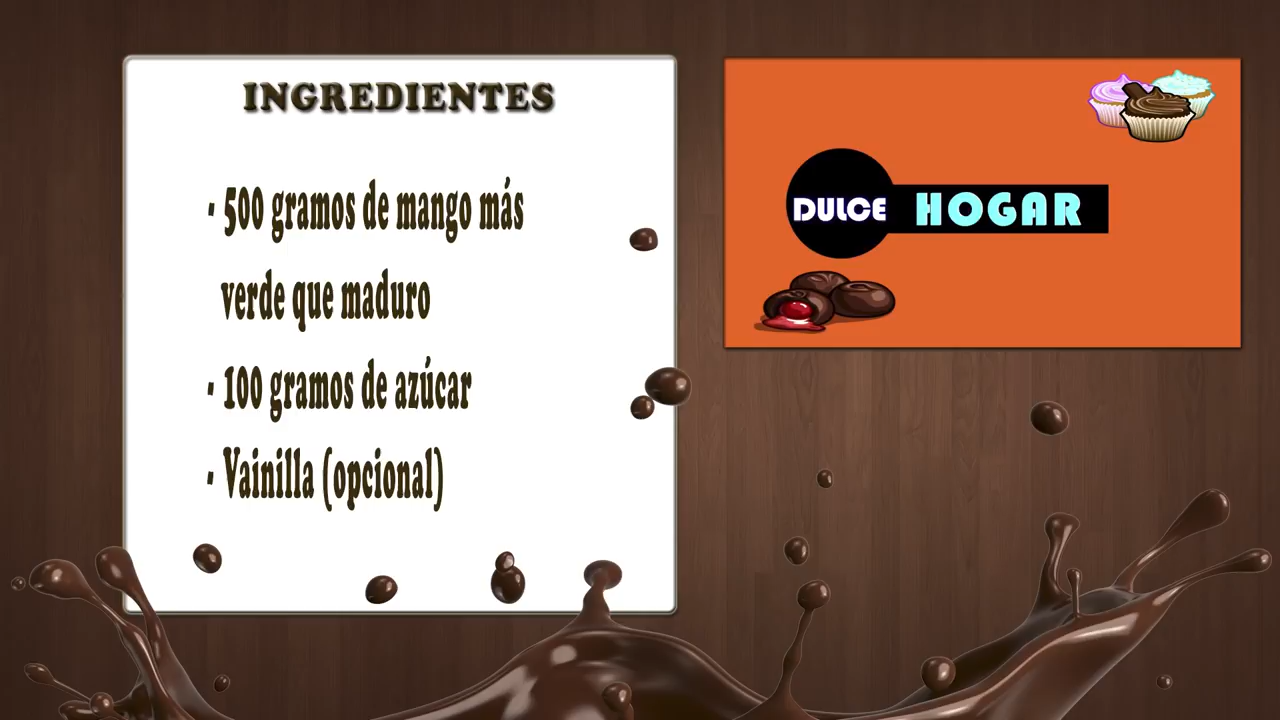 INGREDIENTES
- 500 gramos de mango más
verde que maduro
- 100 gramos de azúcar
- Vainilla (opcional)
DULCE HOGAR